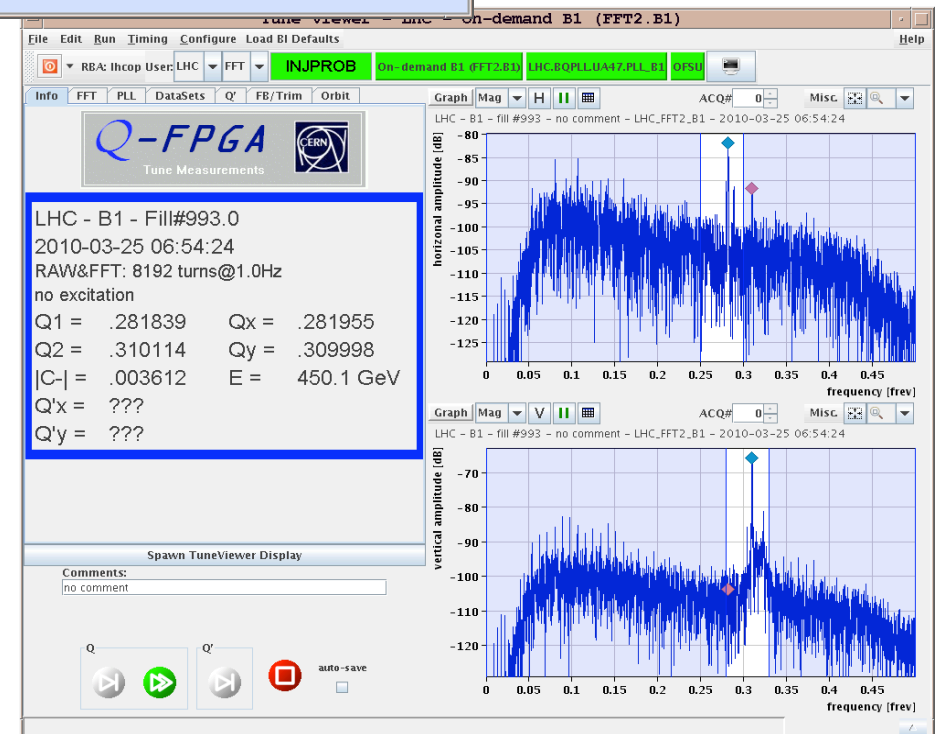 Tune Viewer - LHC - On-demand B1 (FFT2.B1)
File Edit Run Timing Configure Load BI Defaults Help
RBA: lhcop User: LHC FFT INJPROB On-demand B1 (FFT2.B1) LHC.BQPLL.UA47.PLL_B1 OFSU
Info FFT PLL DataSets Q' FB/Trim Orbit
Q-FPGA
Tune Measurements
CERN
LHC - B1 - Fill#993.0
2010-03-25 06:54:24
RAW&FFT: 8192 turns@1.0Hz
no excitation
Q1 = .281839 Qx = .281955
Q2 = .310114 Qy = .309998
|C-| = .003612 E = 450.1 GeV
Q'x = ???
Q'y = ???
Spawn TuneViewer Display
Comments:
no comment
Q Q'
auto-save
Graph Mag H ACQ# 0 Misc.
LHC - B1 - fill #993 - no comment - LHC_FFT2_B1 - 2010-03-25 06:54:24
horizonal amplitude [dB]
-80
-85
-90
-95
-100
-105
-110
-115
-120
-125
0 0.05 0.1 0.15 0.2 0.25 0.3 0.35 0.4 0.45
frequency [frev]
Graph Mag V ACQ# 0 Misc.
LHC - B1 - fill #993 - no comment - LHC_FFT2_B1 - 2010-03-25 06:54:24
vertical amplitude [dB]
-70
-80
-90
-100
-110
-120
0 0.05 0.1 0.15 0.2 0.25 0.3 0.35 0.4 0.45
frequency [frev]